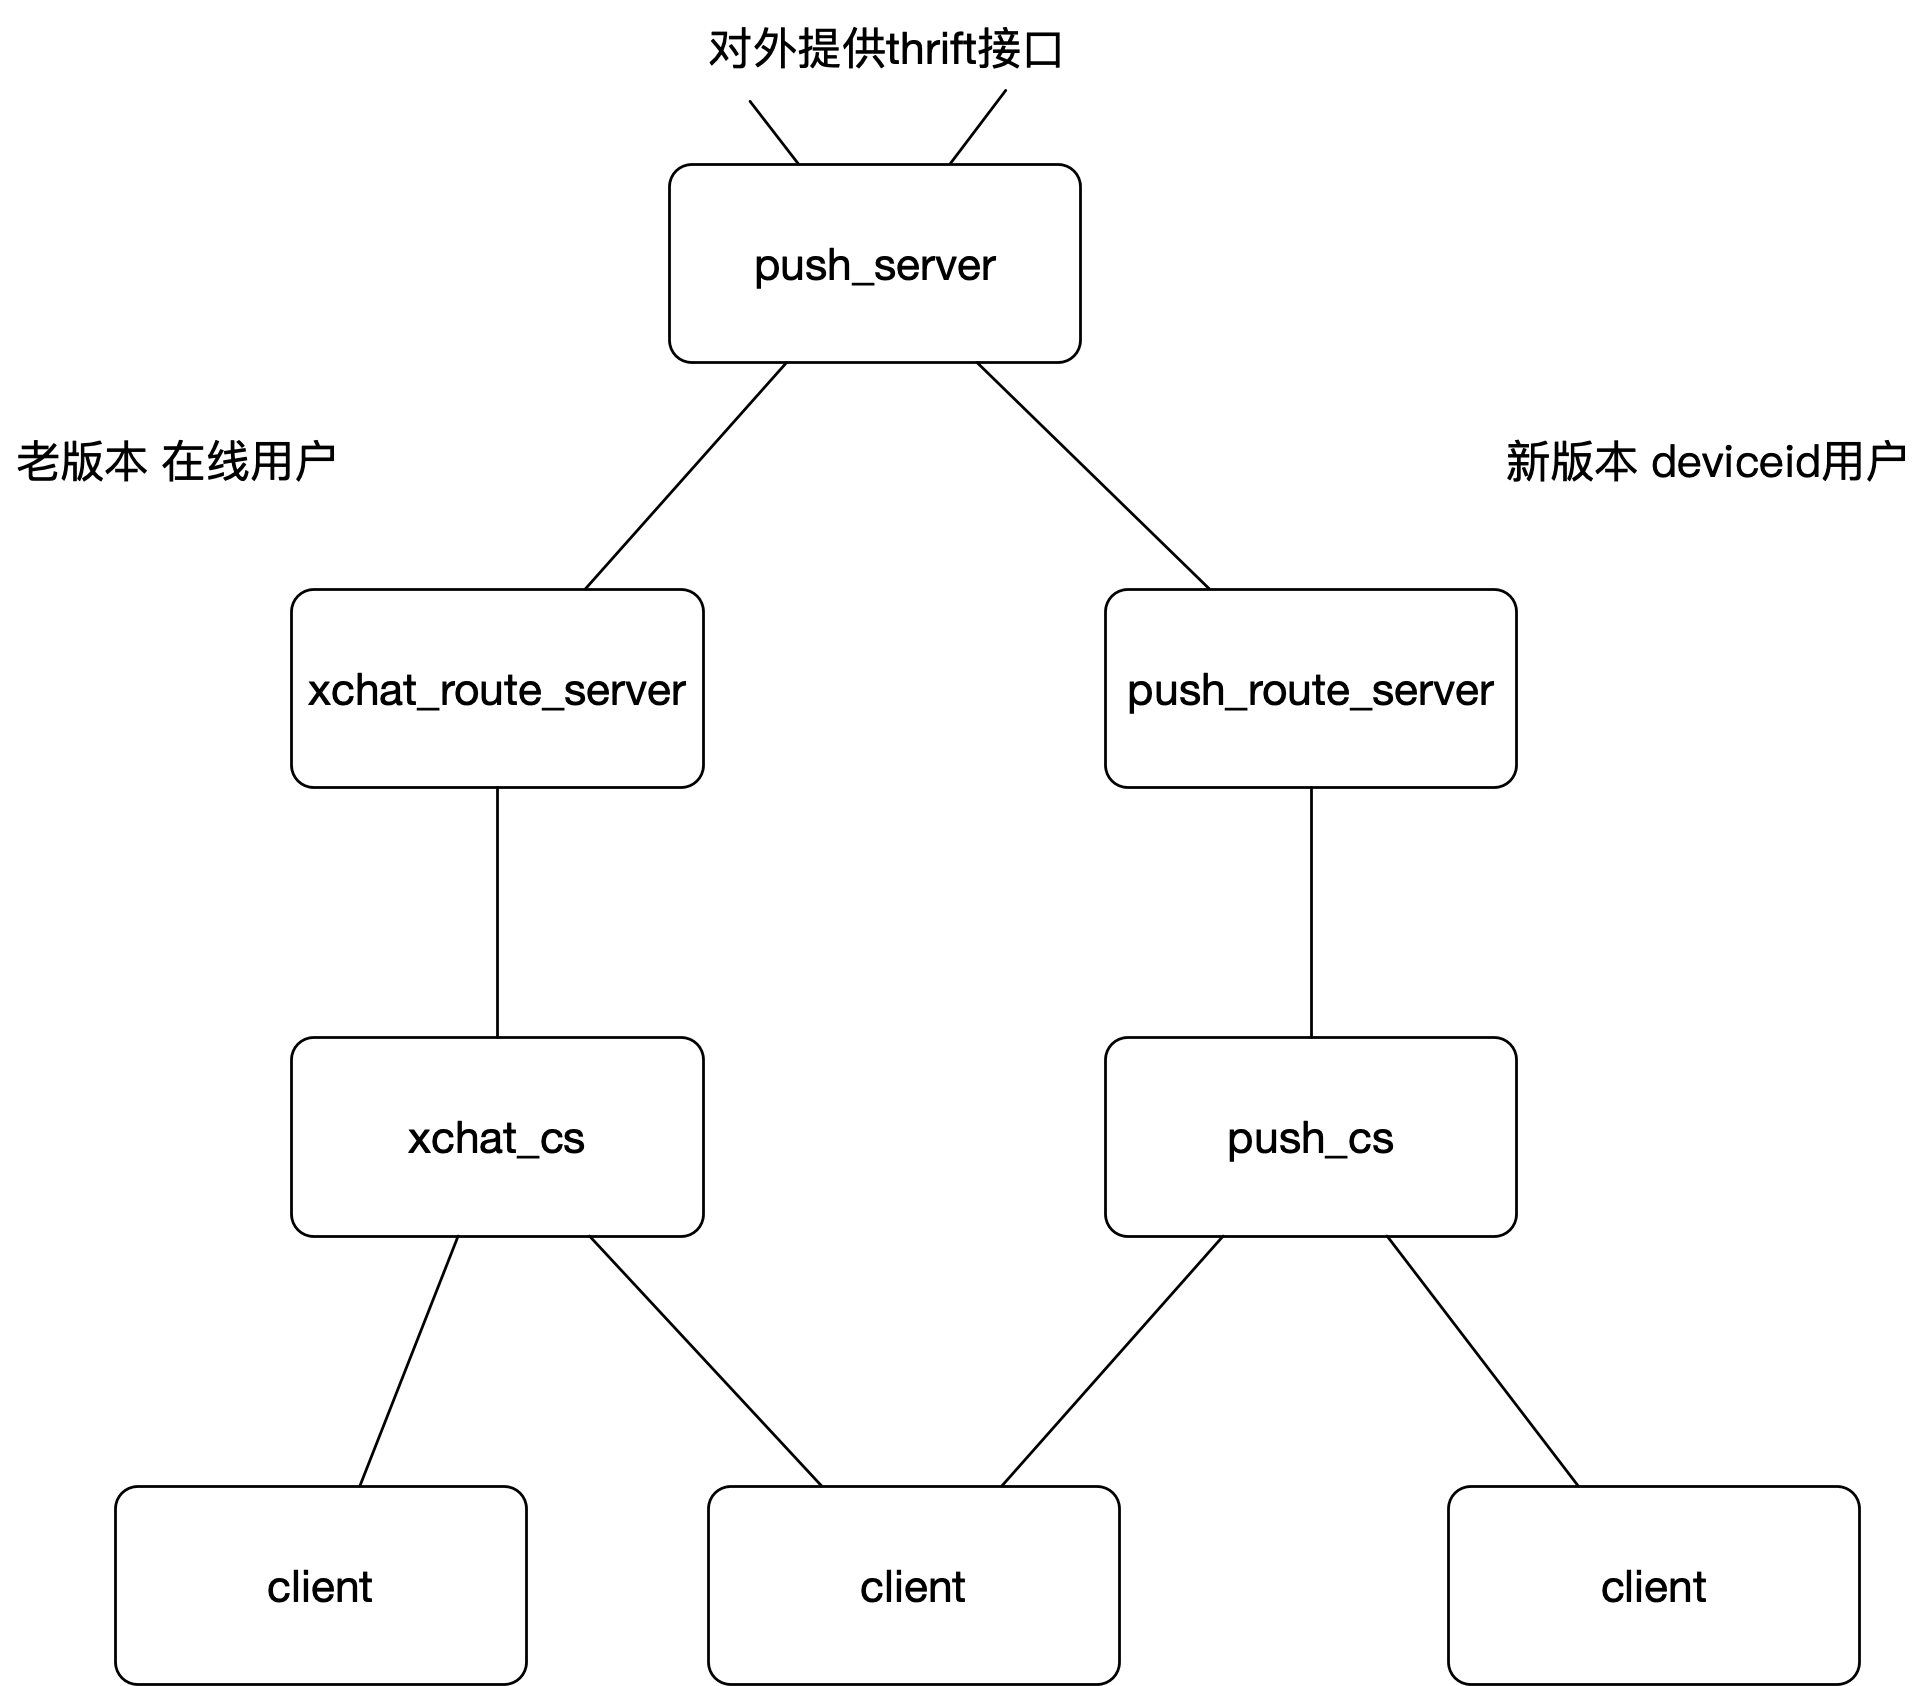 对外提供thrift接口
push_server
老版本 在线用户
新版本 deviceid用户
xchat_route_server
push_route_server
xchat_cs
push_cs
client
client
client